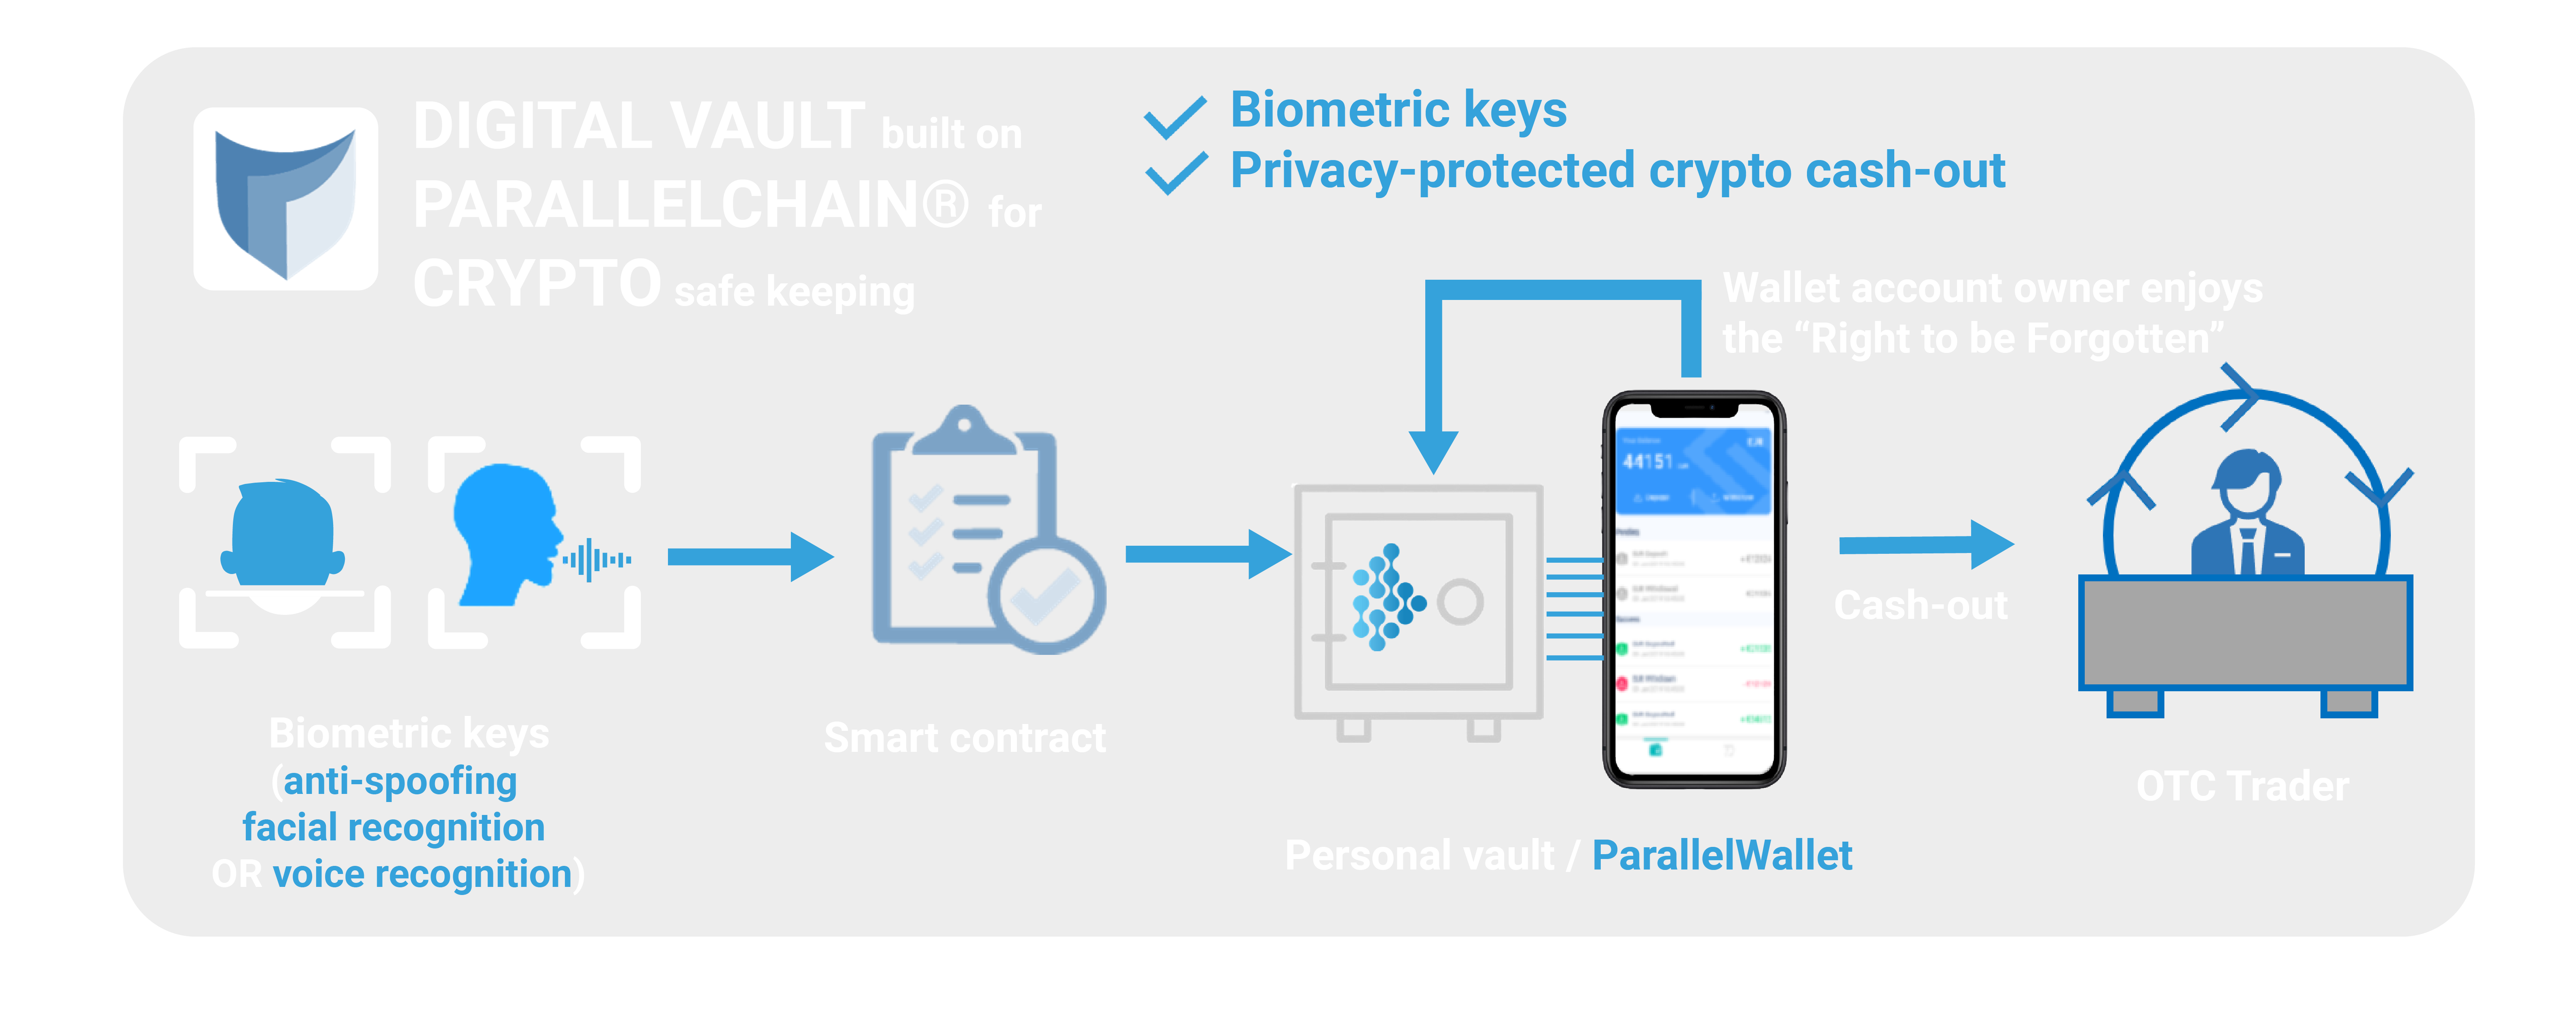 DIGITAL VAULT built on
PARALLELCHAIN® for
CRYPTO safe keeping
Biometric keys
Privacy-protected crypto cash-out
Wallet account owner enjoys
the “Right to be Forgotten”
Biometric keys
(anti-spoofing
facial recognition
OR voice recognition)
Smart contract
44151
Personal vault / ParallelWallet
Cash-out
OTC Trader